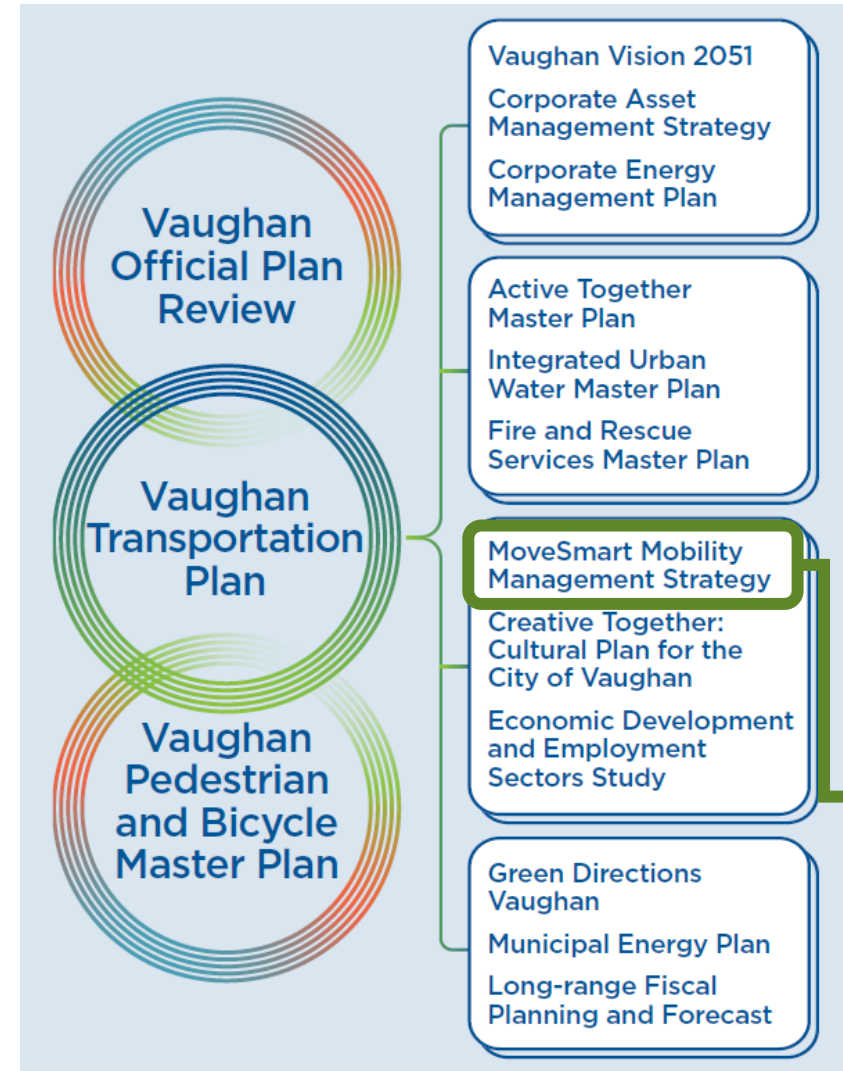 Vaughan
Official Plan
Review
Vaughan
Transportation
Plan
Vaughan
Pedestrian
and Bicycle
Master Plan
Vaughan Vision 2051
Corporate Asset
Management Strategy
Corporate Energy
Management Plan
Active Together
Master Plan
Integrated Urban
Water Master Plan
Fire and Rescue
Services Master Plan
MoveSmart Mobility
Management Strategy
Creative Together:
Cultural Plan for the
City of Vaughan
Economic Development
and Employment
Sectors Study
Green Directions
Vaughan
Municipal Energy Plan
Long-range Fiscal
Planning and Forecast